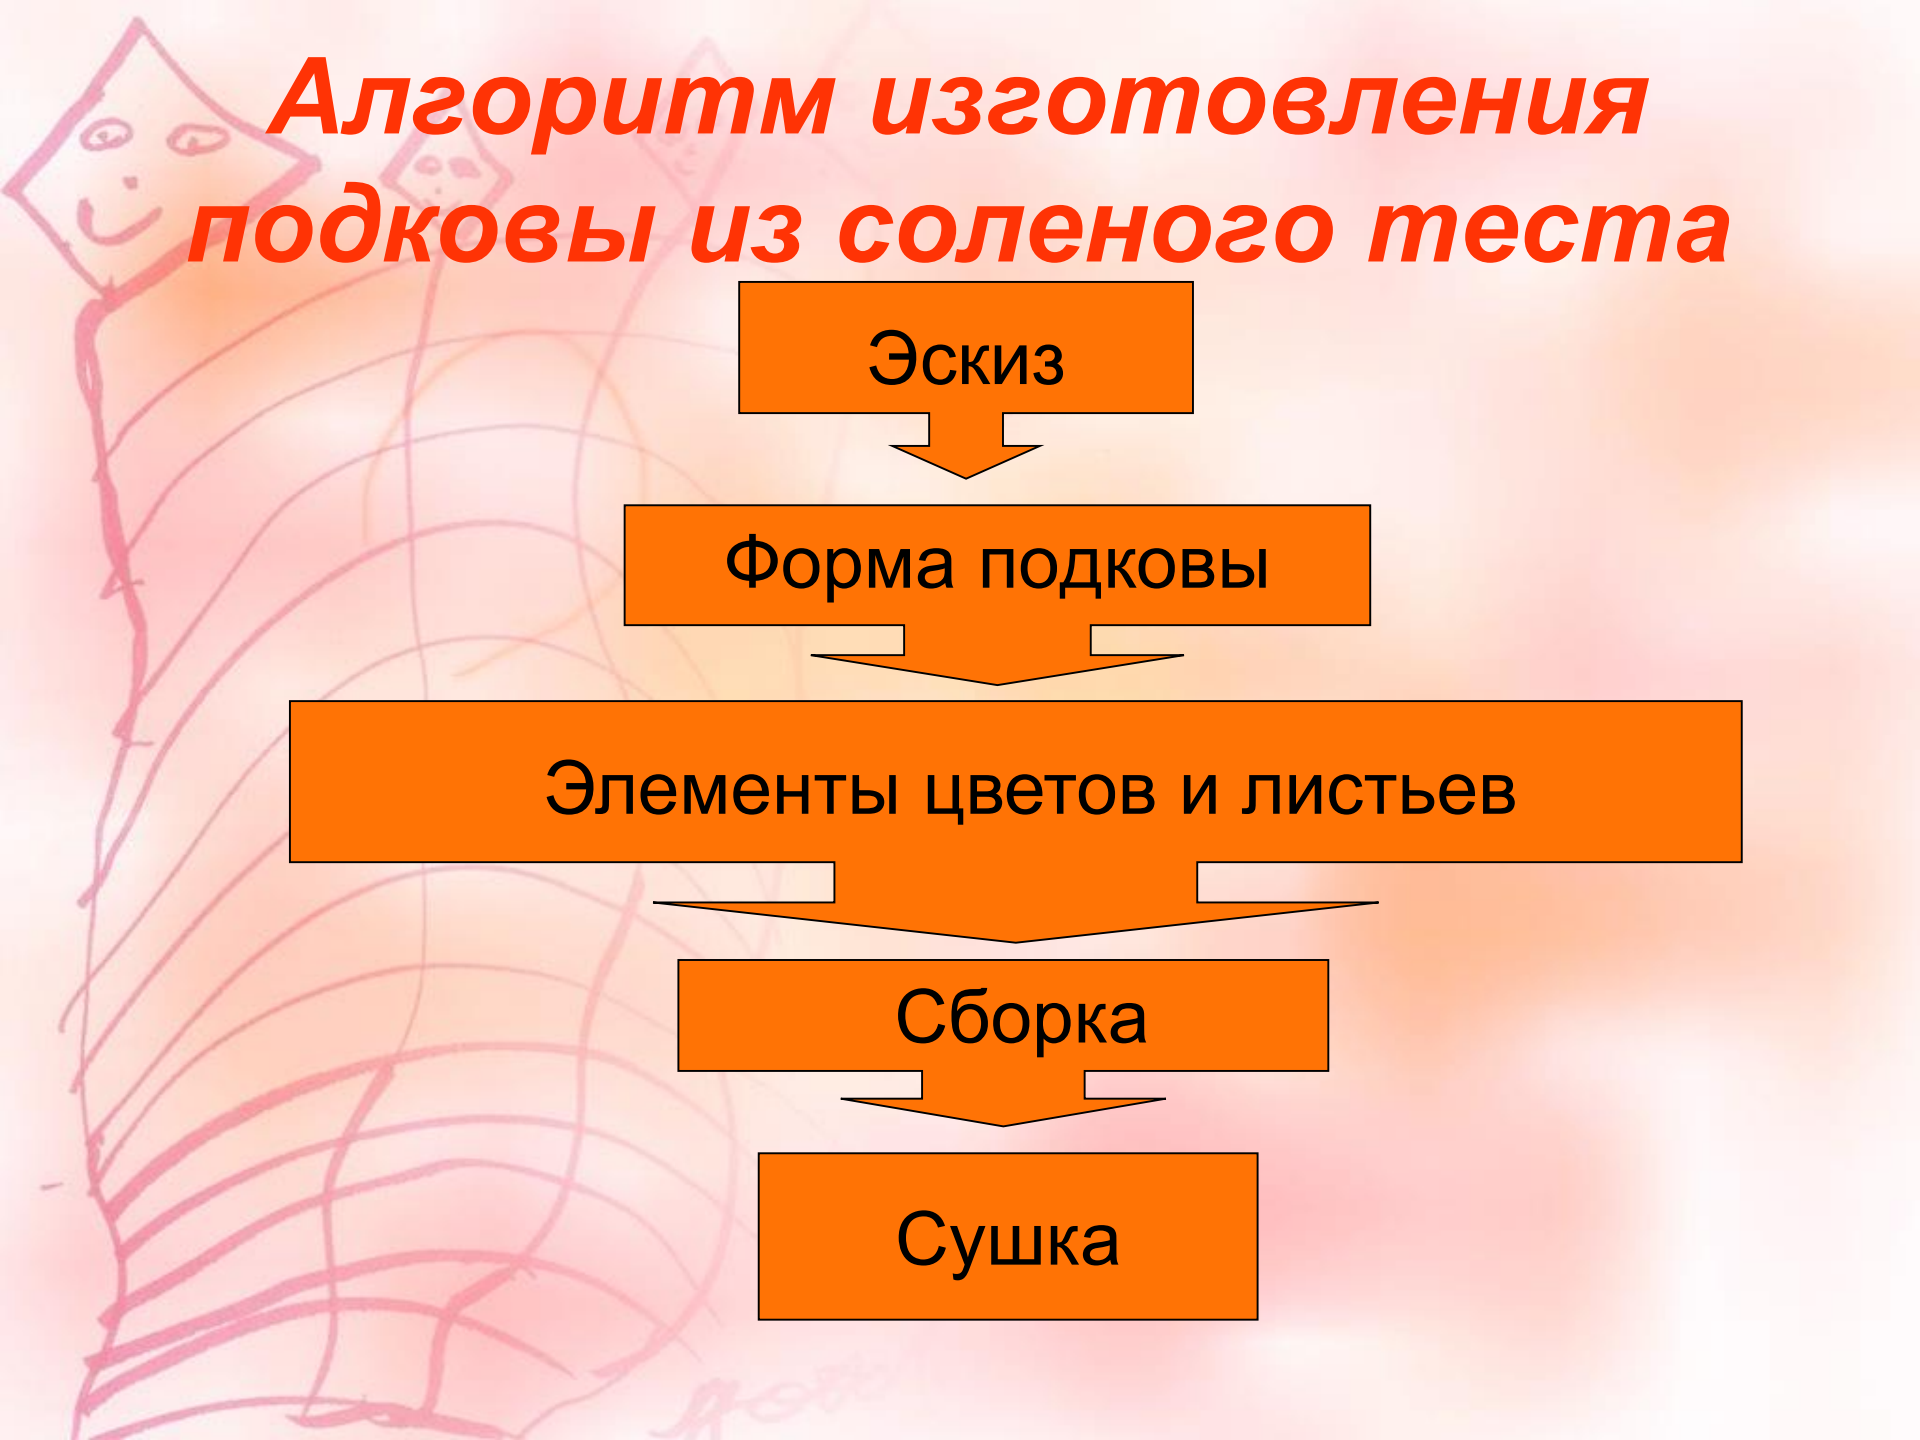 Алгоритм изготовления
подковы из соленого теста
Эскиз
Форма подковы
Элементы цветов и листьев
Сборка
Сушка